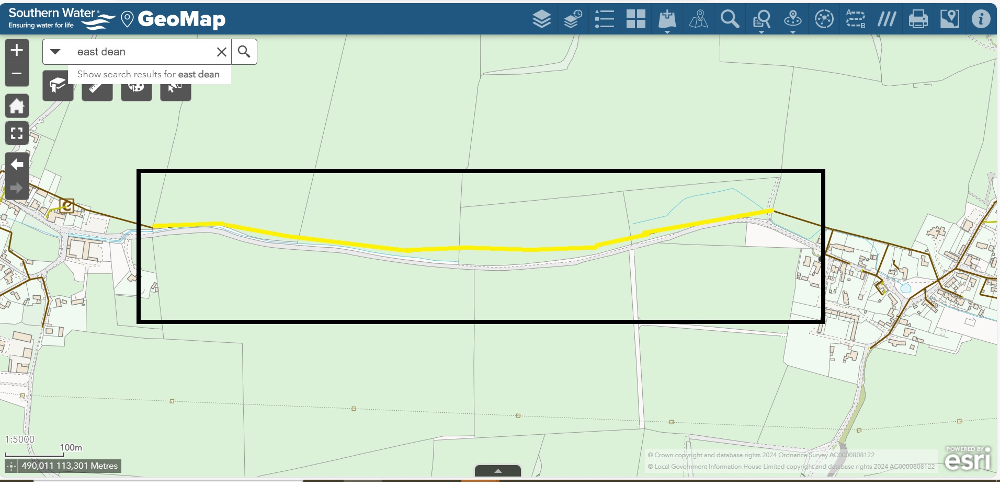 Southern Water
Ensuring water for life
GeoMap
A
B
east dean
Show search results for east dean
C
1:5000
100m
490,011 113,301 Metres
© Crown copyright and database rights 2024 Ordnance Survey AC0000808122
© Local Government Information House Limited copyright and database rights 2024 AC0000808122
POWERED BY
esri